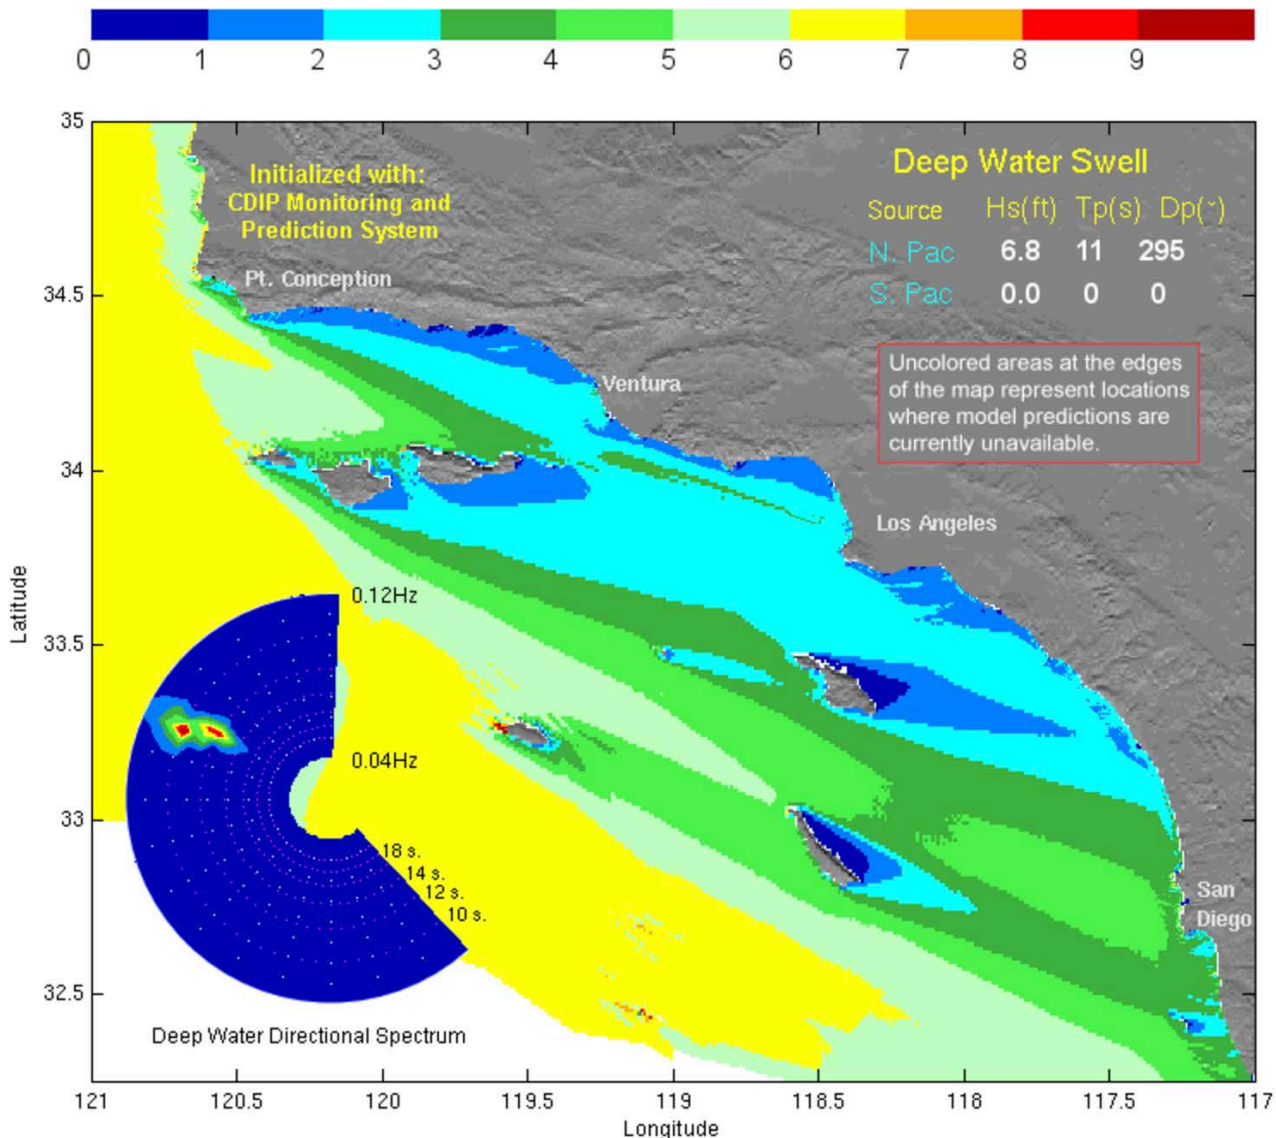 0 1 2 3 4 5 6 7 8 9
35
Initialized with:
CDIP Monitoring and
Prediction System
Deep Water Swell
Source Hs(ft) Tp(s) Dp(˘)
N. Pac 6.8 11 295
S. Pac 0.0 0 0
Pt. Conception
34.5
Uncolored areas at the edges
of the map represent locations
where model predictions are
currently unavailable.
Ventura
34
Los Angeles
Latitude
0.12Hz
33.5
0.04Hz
33
18 s.
14 s.
12 s.
10 s.
San
Diego
32.5
Deep Water Directional Spectrum
121 120.5 120 119.5 119 118.5 118 117.5 117
Longitude